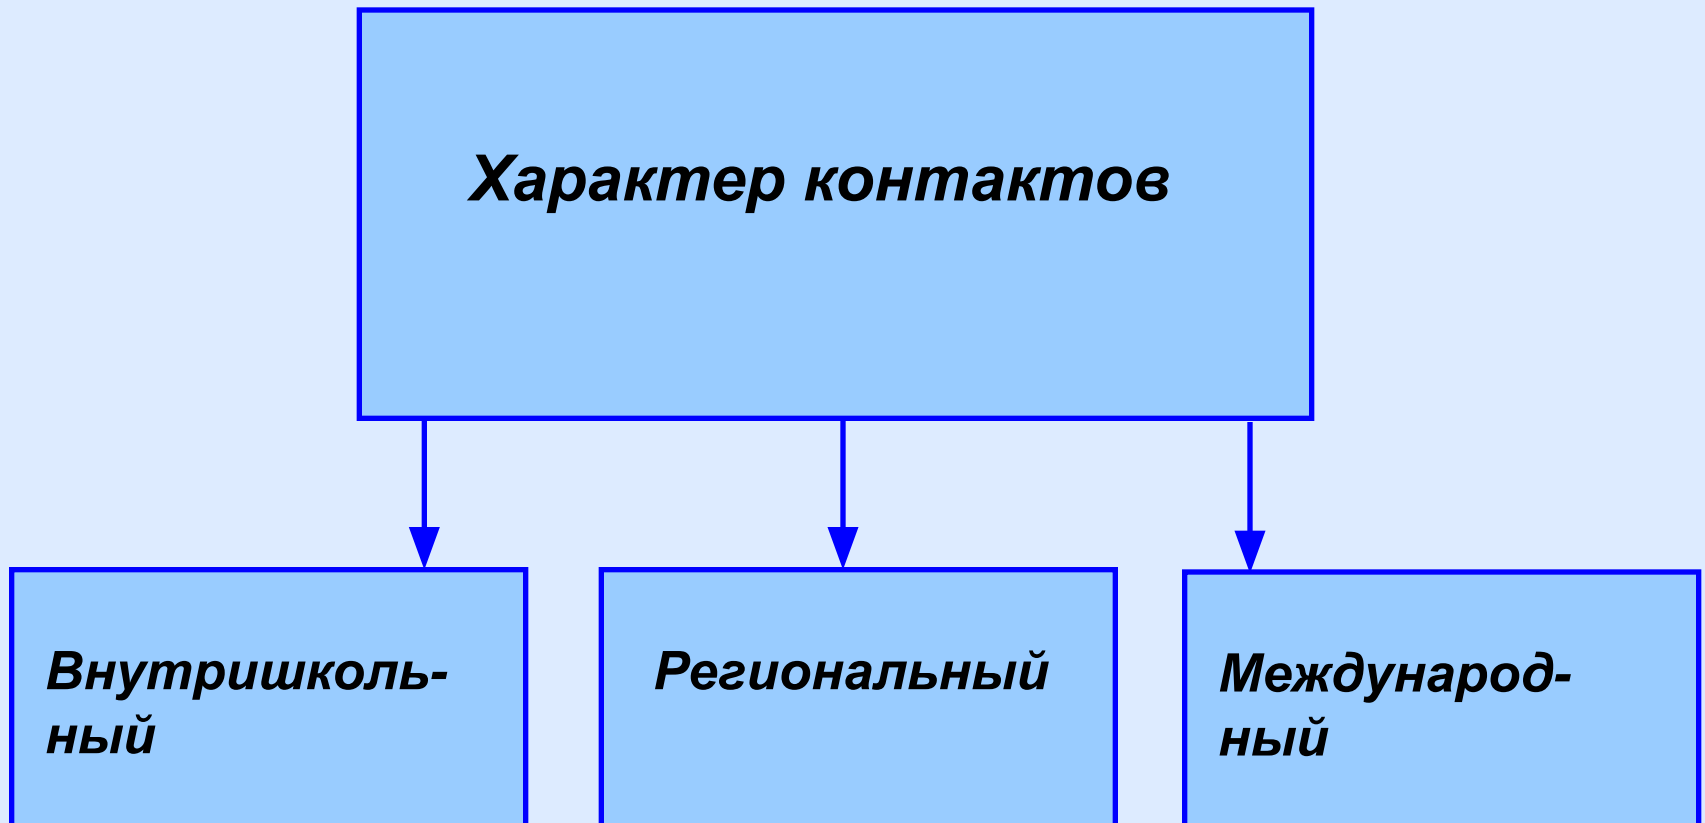 Характер контактов
Внутришколь-
ный
Региональный
Международ-
ный